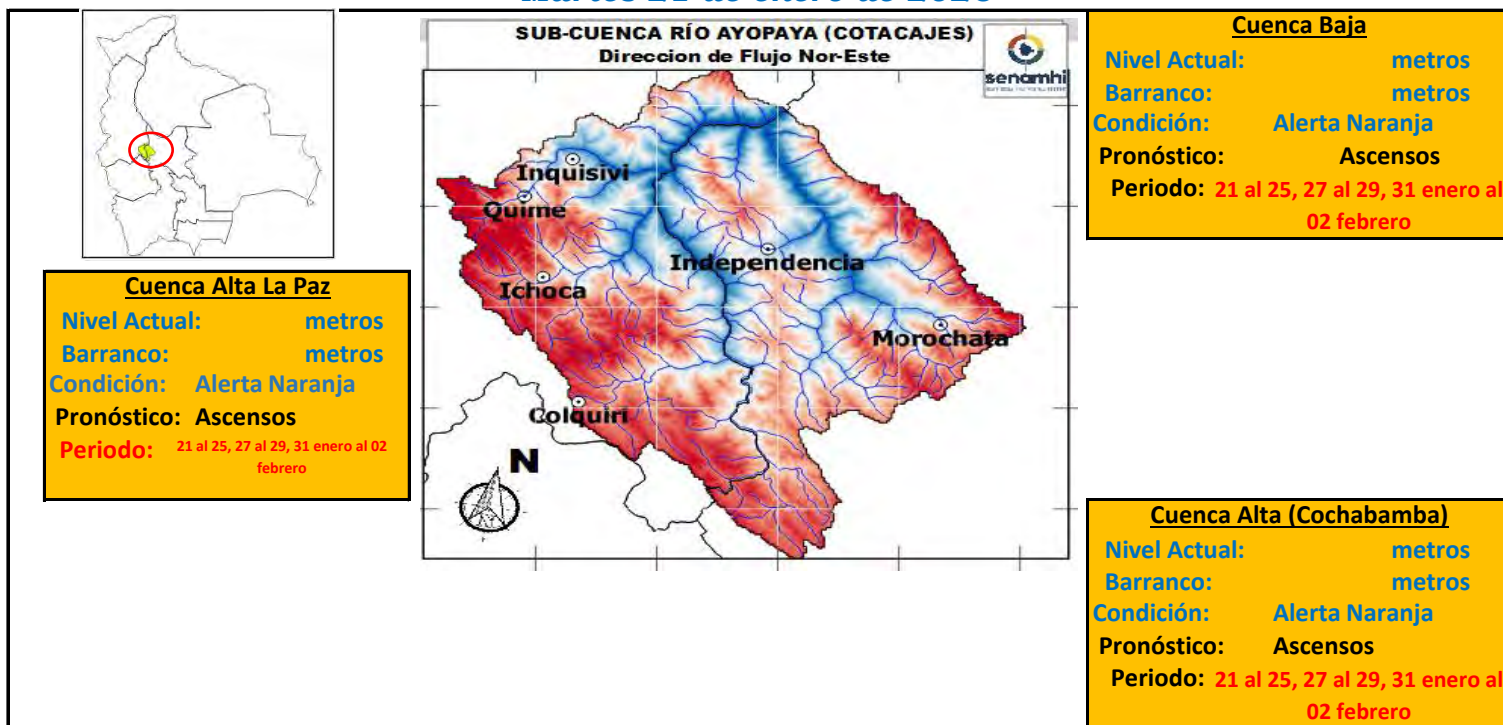 SUB-CUENCA RÍO AYOPAYA (COTACAJES)
Direccion de Flujo Nor-Este
senamhi
Inquisivi
Quime
Independencia
Ichoca
Morochata
Colquiri
N
Cuenca Baja
Nivel Actual: metros
Barranco: metros
Condición: Alerta Naranja
Pronóstico: Ascensos
Periodo: 21 al 25, 27 al 29, 31 enero al
02 febrero
Cuenca Alta La Paz
Nivel Actual: metros
Barranco: metros
Condición: Alerta Naranja
Pronóstico: Ascensos
Periodo: 21 al 25, 27 al 29, 31 enero al 02
febrero
Cuenca Alta (Cochabamba)
Nivel Actual: metros
Barranco: metros
Condición: Alerta Naranja
Pronóstico: Ascensos
Periodo: 21 al 25, 27 al 29, 31 enero al
02 febrero